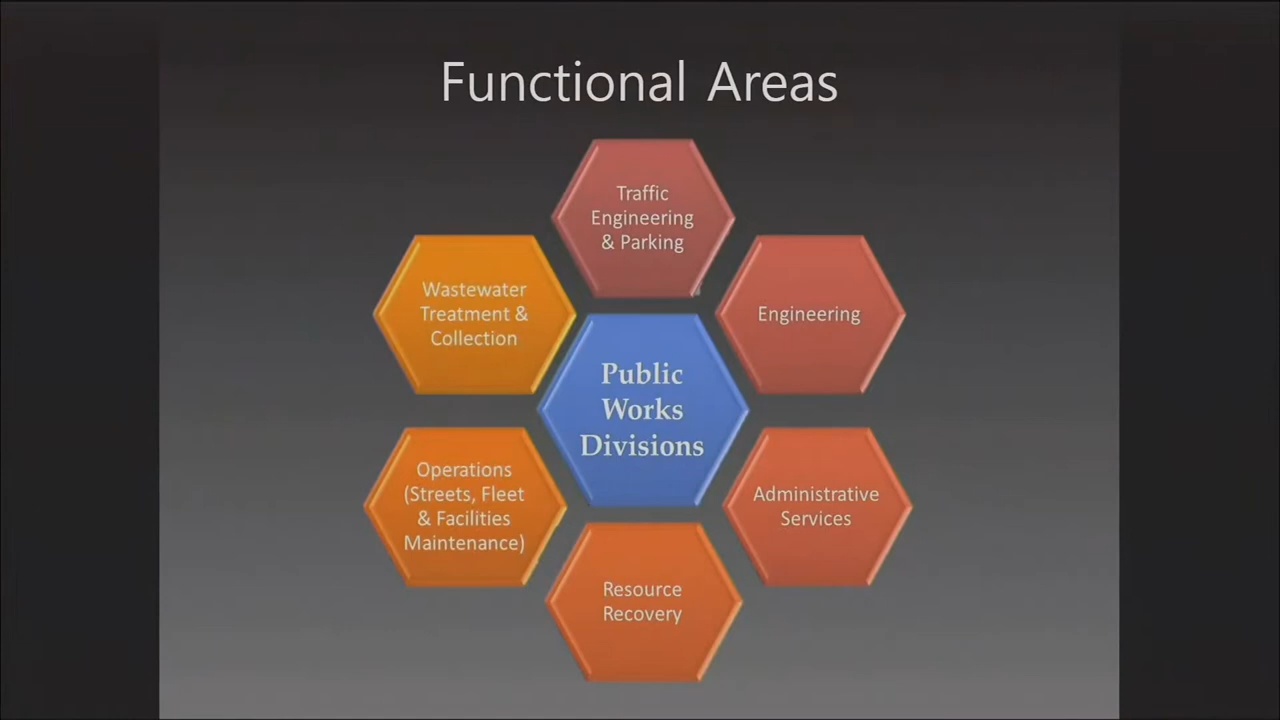 Functional Areas
Traffic
Engineering
& Parking
Engineering
Administrative
Services
Resource
Recovery
Operations
(Streets, Fleet
& Facilities
Maintenance)
Wastewater
Treatment &
Collection
Public
Works
Divisions